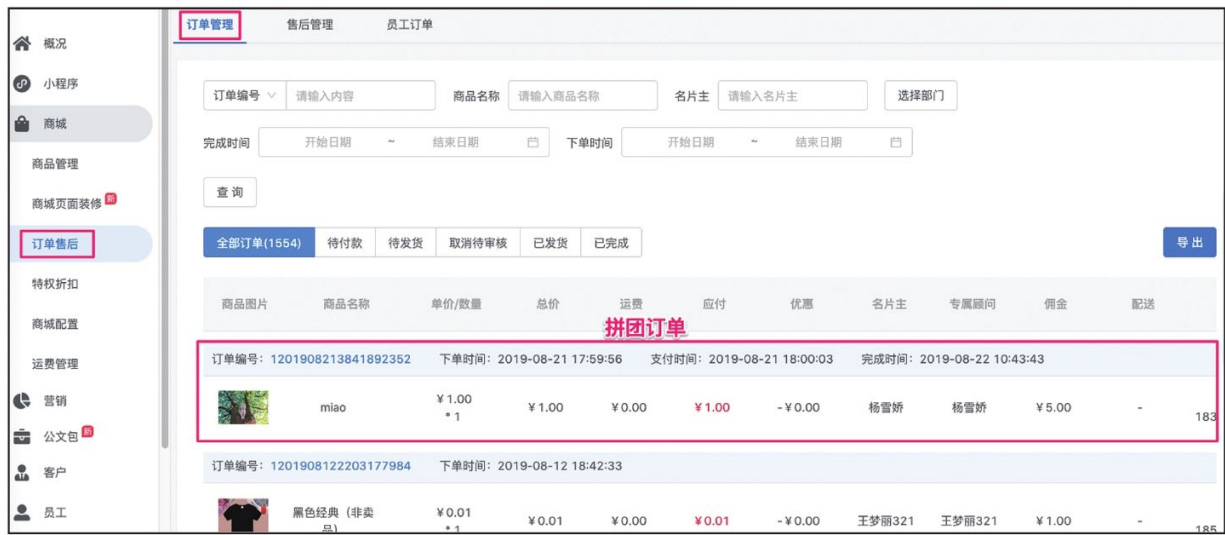 订单管理 售后管理 员工订单
概况
小程序
商城
商品管理
商城页面装修 新
订单售后
特权折扣
商城配置
运费管理
营销
公文包 新
客户
员工
订单编号 请输入内容 商品名称 请输入商品名称 名片主 请输入名片主 选择部门
完成时间 开始日期 ~ 结束日期 下单时间 开始日期 ~ 结束日期
查询
全部订单(1554) 待付款 待发货 取消待审核 已发货 已完成 导出
商品图片 商品名称 单价/数量 总价 运费 应付 优惠 名片主 专属顾问 佣金 配送
拼团订单
订单编号: 1201908213841892352 下单时间: 2019-08-21 17:59:56 支付时间: 2019-08-21 18:00:03 完成时间: 2019-08-22 10:43:43
miao ¥1.00 ¥1.00 ¥0.00 ¥1.00 -¥0.00 杨雪娇 杨雪娇 ¥5.00 -
* 1 183
订单编号: 1201908122203177984 下单时间: 2019-08-12 18:42:33
黑色经典（非卖 ¥0.01 ¥0.01 ¥0.00 ¥0.01 -¥0.00 王梦丽321 王梦丽321 ¥1.00 -
品） * 1 185